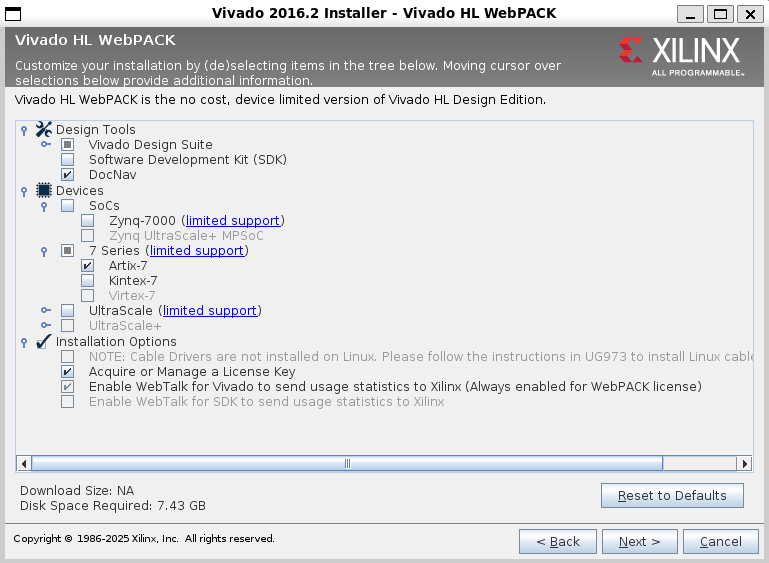 Vivado 2016.2 Installer - Vivado HL WebPACK
Vivado HL WebPACK
Customize your installation by (de)selecting items in the tree below. Moving cursor over
selections below provide additional information.
XILINX
ALL PROGRAMMABLE™
Vivado HL WebPACK is the no cost, device limited version of Vivado HL Design Edition.
Design Tools
Vivado Design Suite
Software Development Kit (SDK)
DocNav
Devices
SoCs
Zynq-7000 (limited support)
Zynq UltraScale+ MPSoC
7 Series (limited support)
Artix-7
Kintex-7
Virtex-7
UltraScale (limited support)
UltraScale+
Installation Options
NOTE: Cable Drivers are not installed on Linux. Please follow the instructions in UG973 to install Linux cable
Acquire or Manage a License Key
Enable WebTalk for Vivado to send usage statistics to Xilinx (Always enabled for WebPACK license)
Enable WebTalk for SDK to send usage statistics to Xilinx
Download Size: NA
Disk Space Required: 7.43 GB
Reset to Defaults
Copyright © 1986-2025 Xilinx, Inc. All rights reserved.
< Back
Next >
Cancel